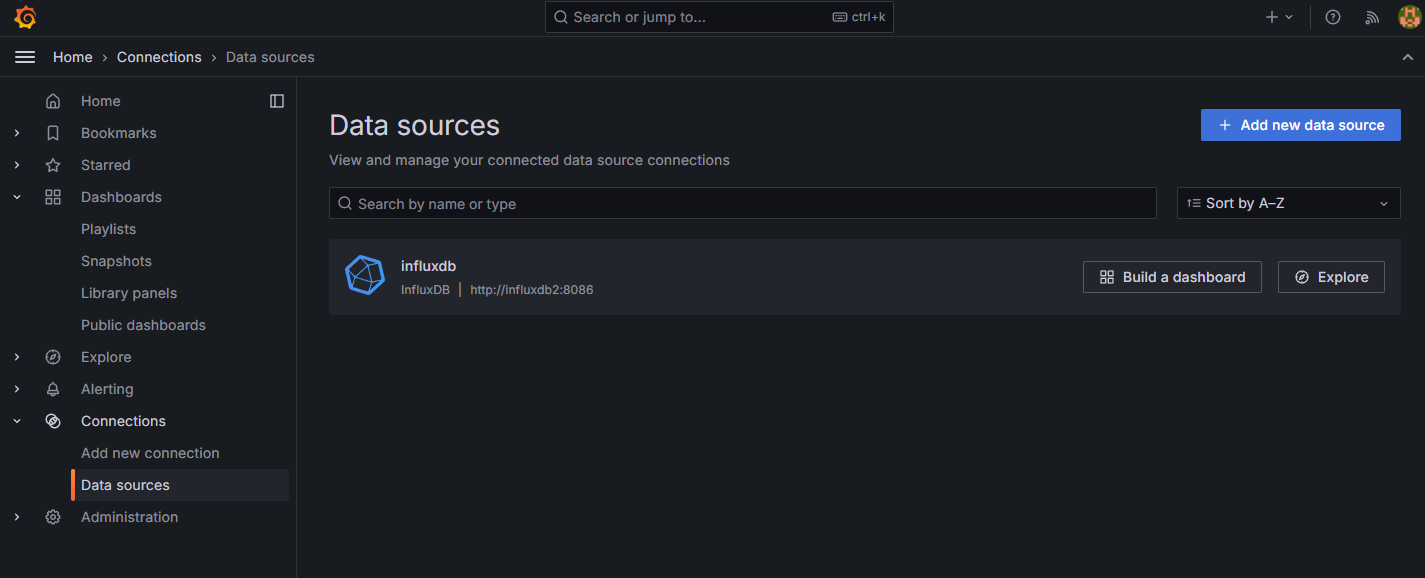 Search or jump to...
ctrl+k
Home › Connections › Data sources
Home
Bookmarks
Starred
Dashboards
Playlists
Snapshots
Library panels
Public dashboards
Explore
Alerting
Connections
Add new connection
Data sources
Administration
Data sources
Add new data source
View and manage your connected data source connections
Search by name or type
Sort by A–Z
influxdb
InfluxDB | http://influxdb2:8086
Build a dashboard
Explore